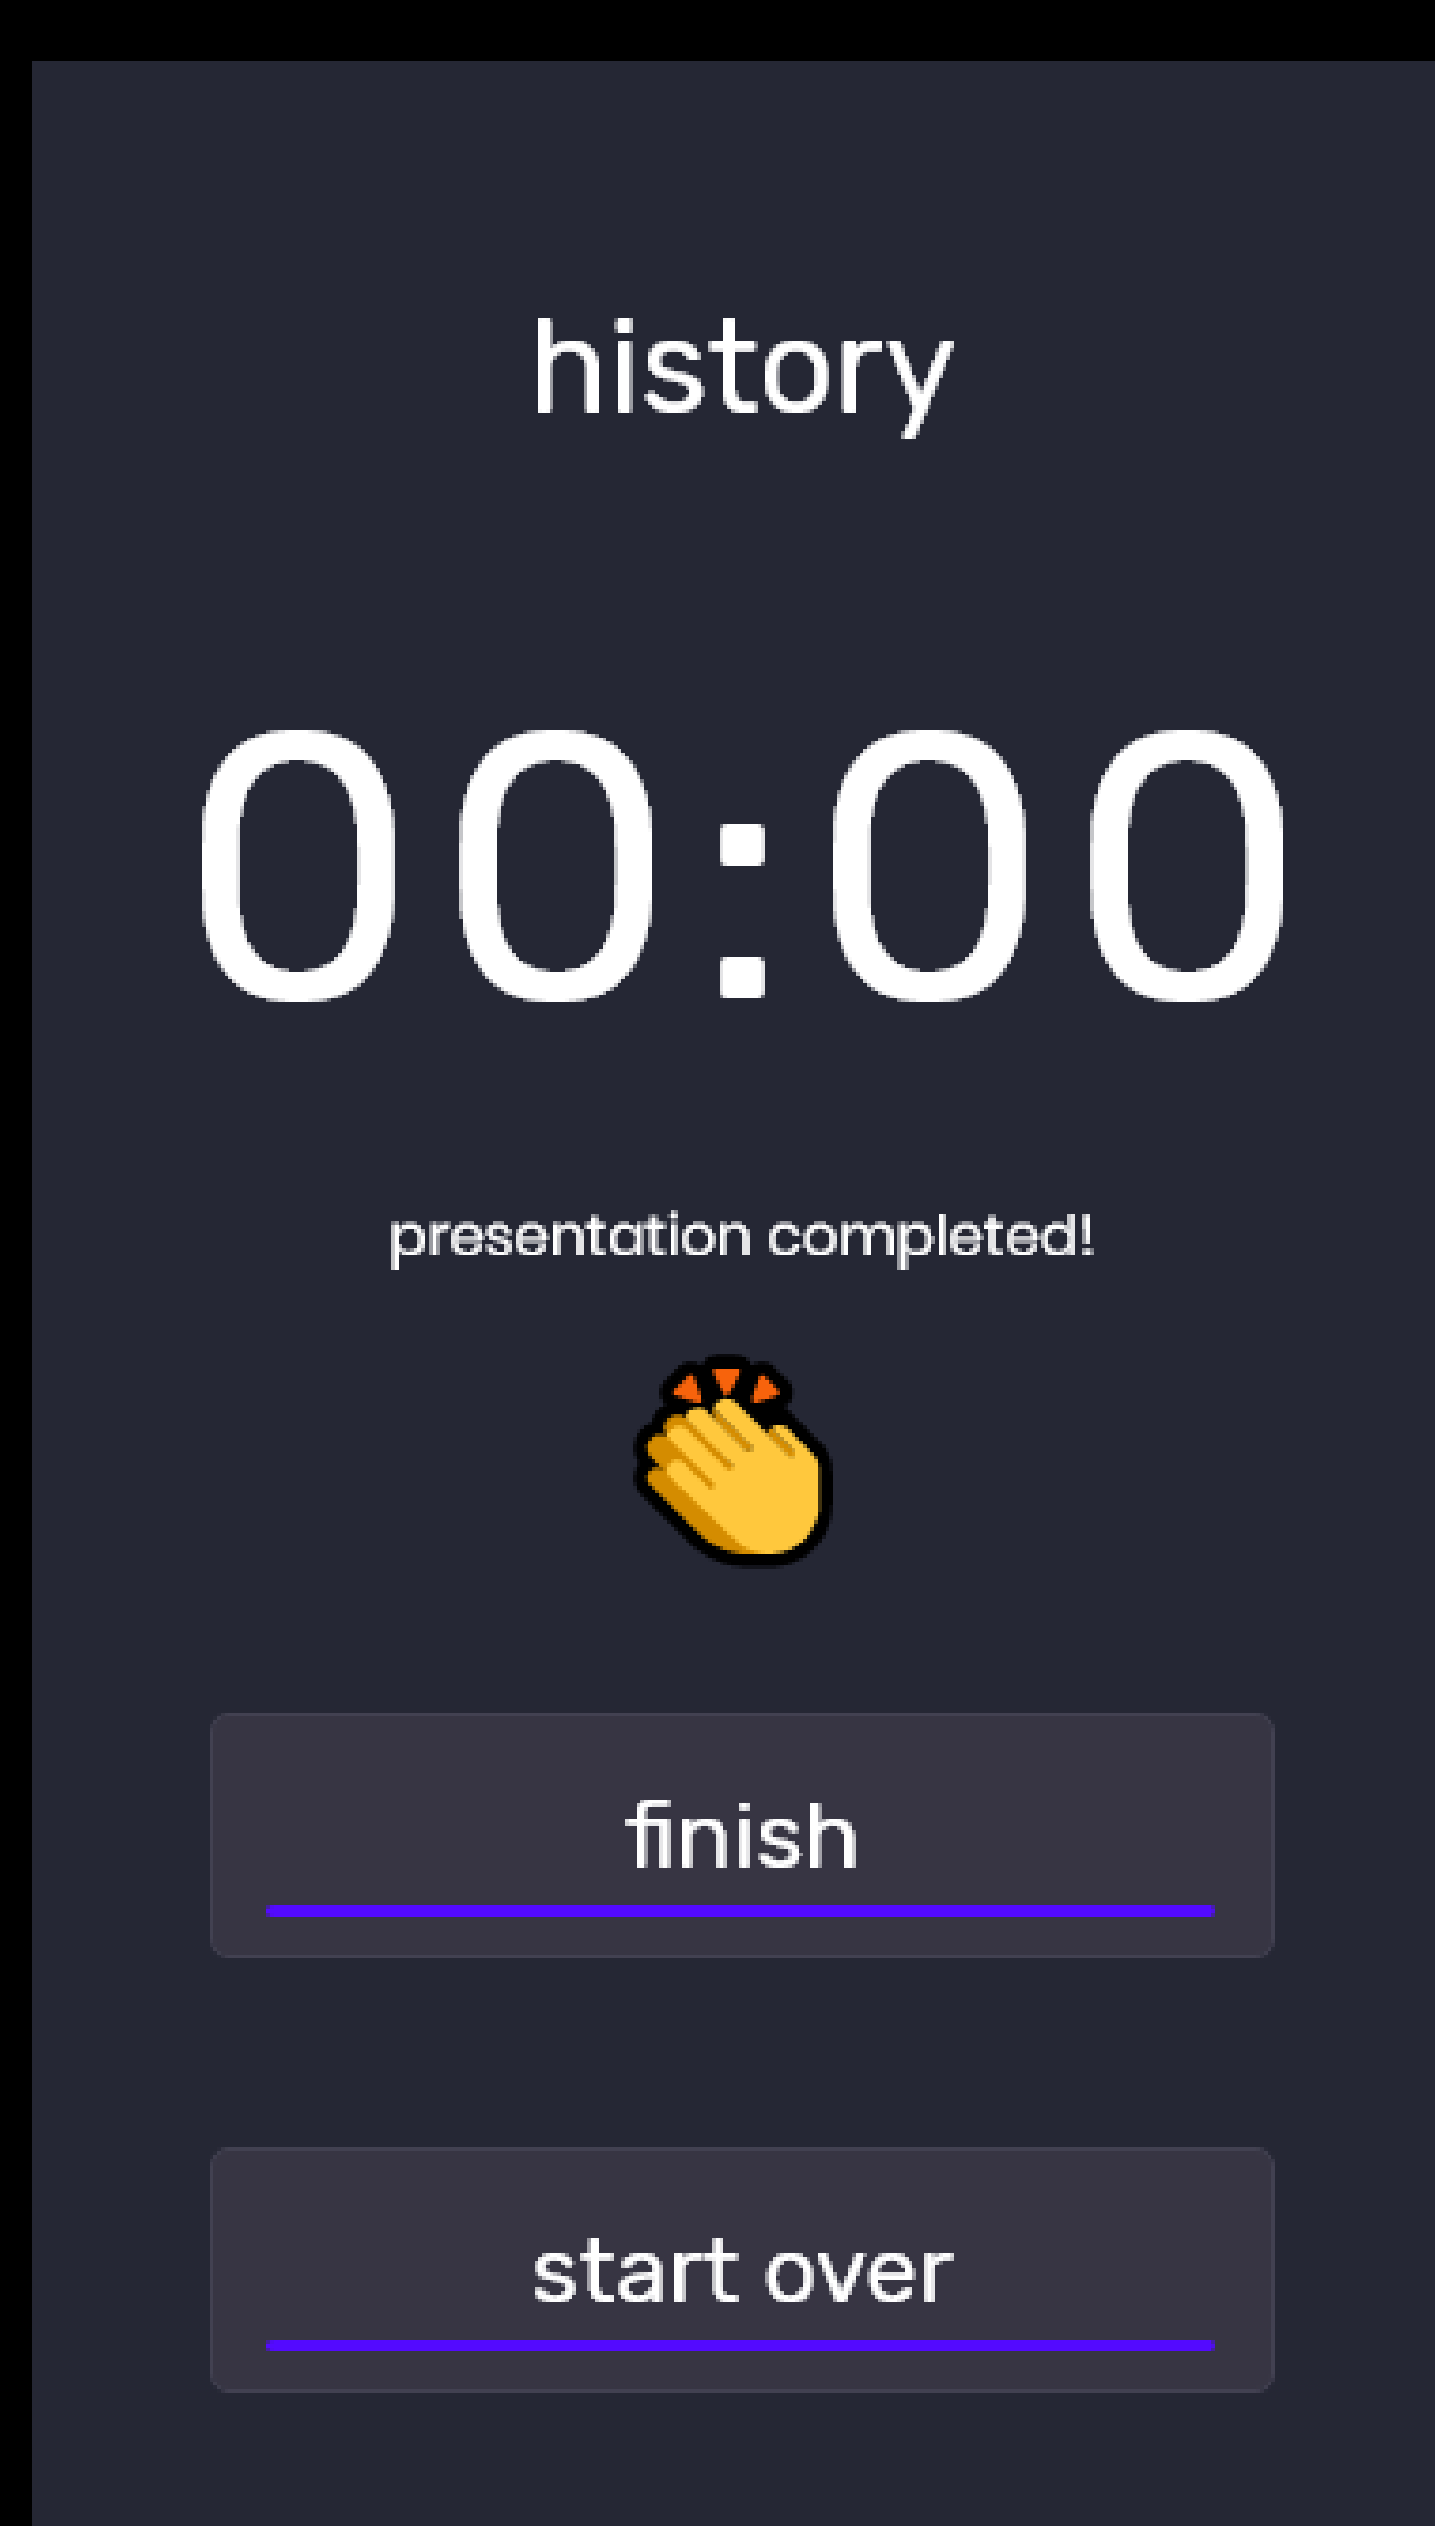 history
00:00
presentation completed!
finish
start over